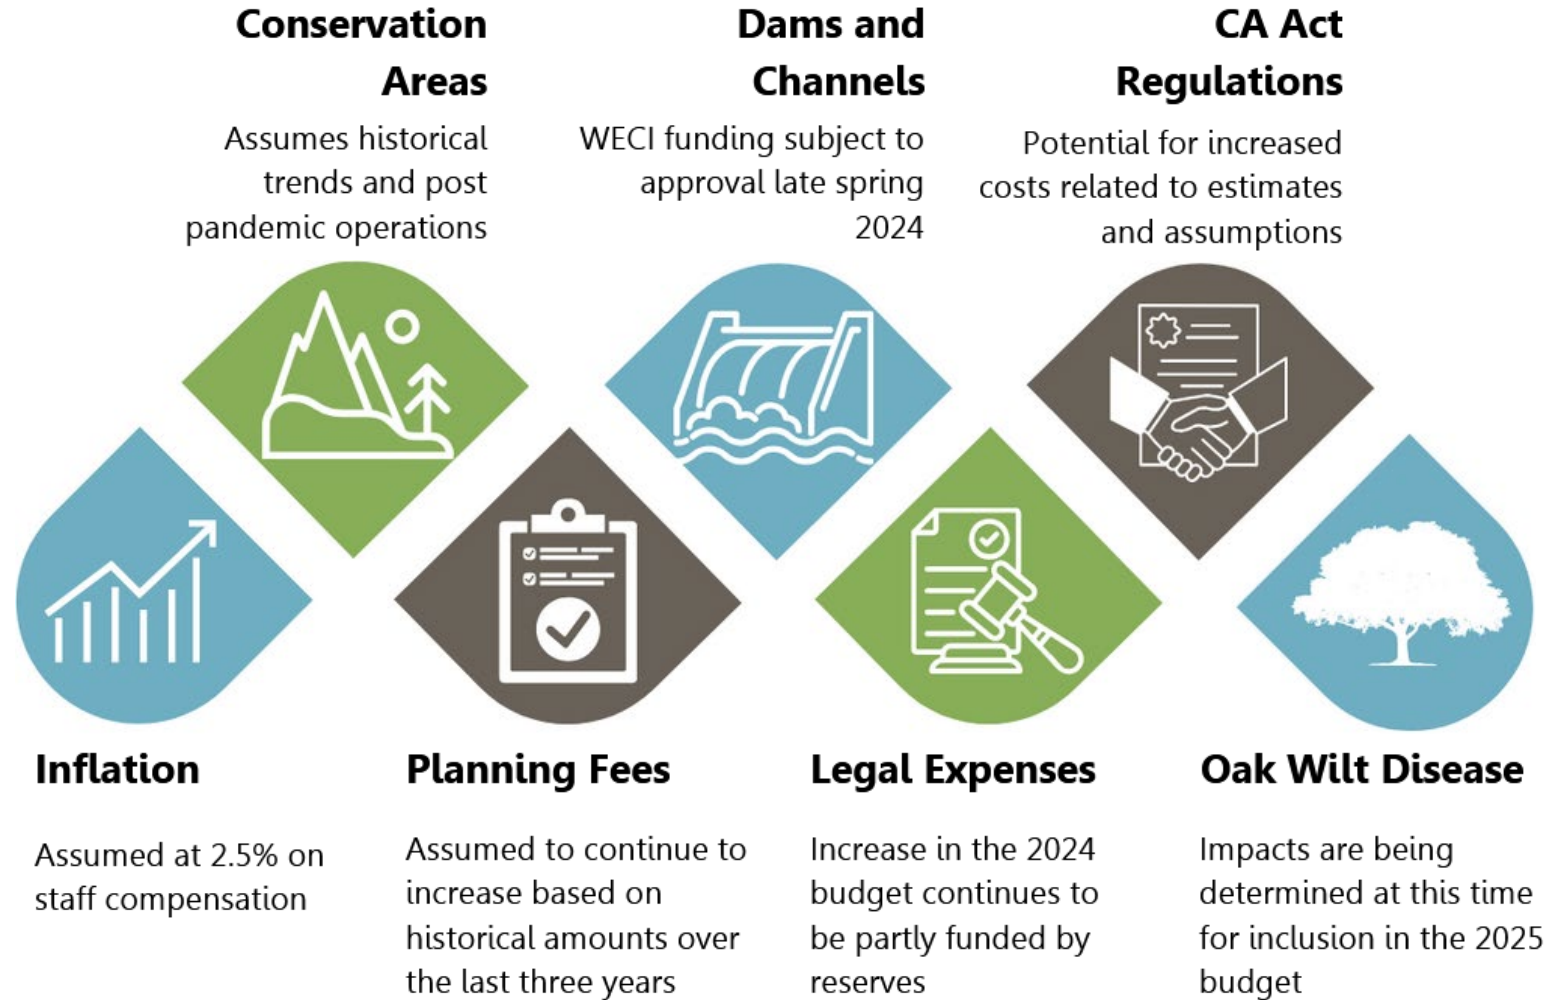 Conservation
Areas
Assumes historical
trends and post
pandemic operations
Dams and
Channels
WECI funding subject to
approval late spring
2024
CA Act
Regulations
Potential for increased
costs related to estimates
and assumptions
Inflation
Assumed at 2.5% on
staff compensation
Planning Fees
Assumed to continue to
increase based on
historical amounts over
the last three years
Legal Expenses
Increase in the 2024
budget continues to
be partly funded by
reserves
Oak Wilt Disease
Impacts are being
determined at this time
for inclusion in the 2025
budget